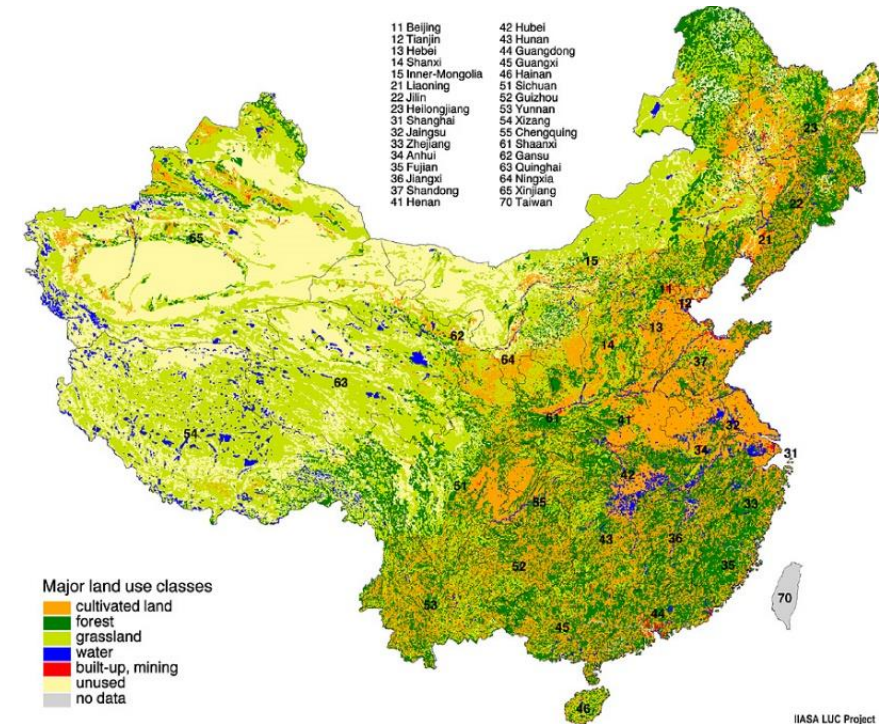 11 Beijing
12 Tianjin
13 Hebei
14 Shanxi
15 Inner-Mongolia
21 Liaoning
22 Jilin
23 Heilongjiang
31 Shanghai
32 Jaingsu
33 Zhejiang
34 Anhui
35 Fujian
36 Jiangxi
37 Shandong
41 Henan
42 Hubei
43 Hunan
44 Guangdong
45 Guangxi
46 Hainan
51 Sichuan
52 Guizhou
53 Yunnan
54 Xizang
55 Chengquing
61 Shaanxi
62 Gansu
63 Quinghai
64 Ningxia
65 Xinjiang
70 Taiwan
23
22
65
21
15
11
12
13
62
14
64
37
63
61
41
32
54
34
31
42
51
55
33
43
36
52
35
70
53
44
45
46
Major land use classes
cultivated land
forest
grassland
water
built-up, mining
unused
no data
IIASA LUC Project